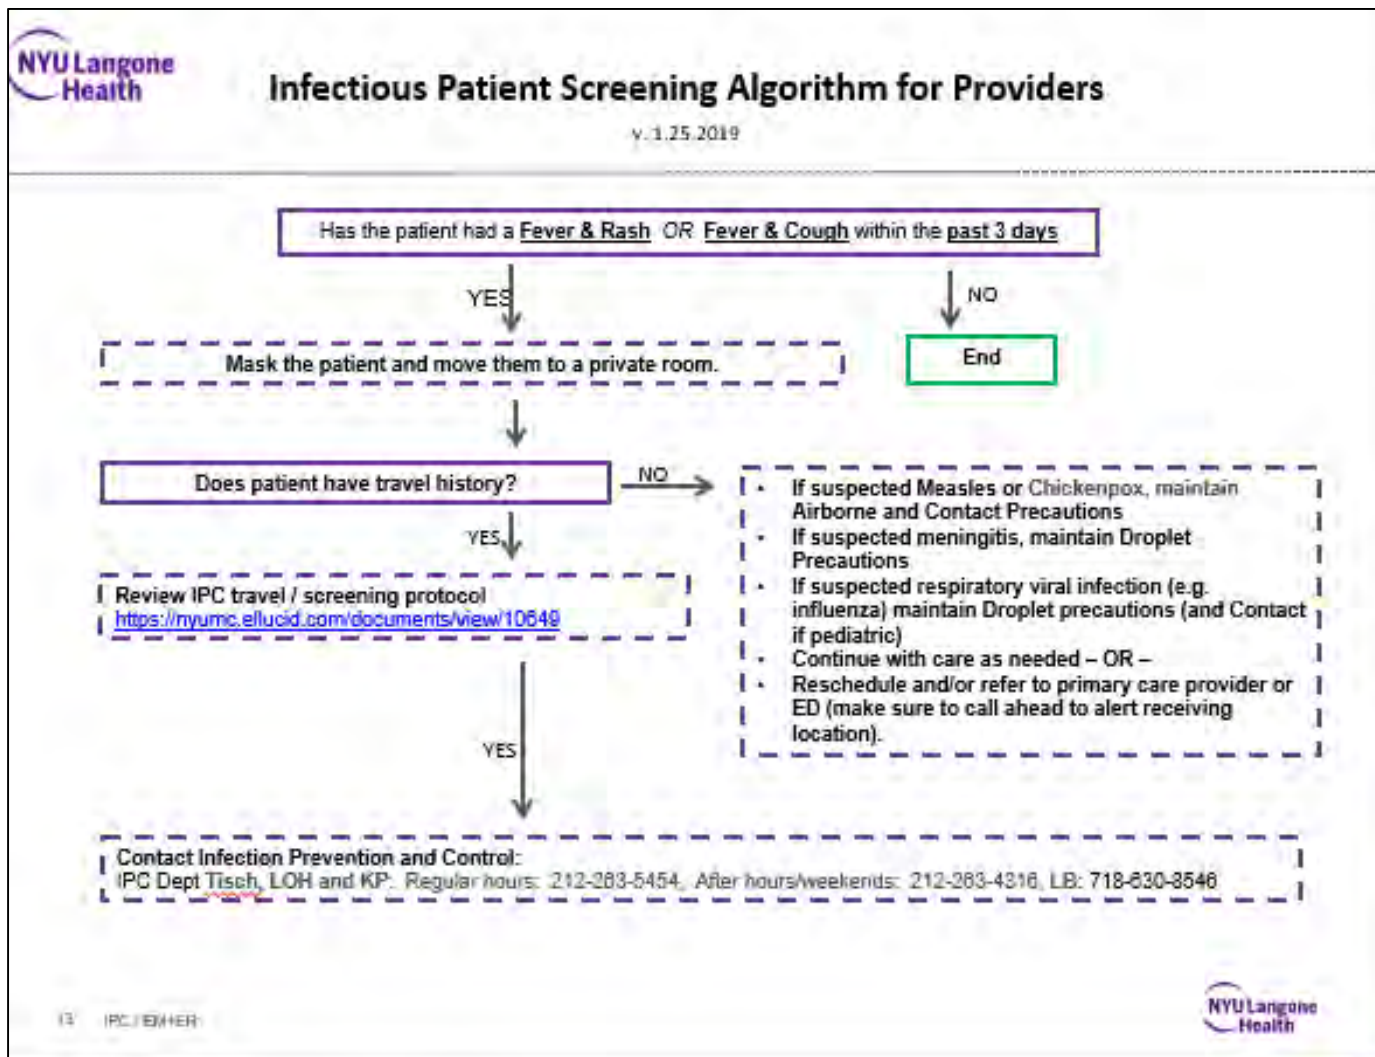 NYU Langone
Health
Infectious Patient Screening Algorithm for Providers
v. 1.25.2019
Has the patient had a Fever & Rash OR Fever & Cough within the past 3 days
YES
NO
Mask the patient and move them to a private room.
End
Does patient have travel history?
NO
YES
Review IPC travel / screening protocol
https://nyumc.ellucid.com/documents/view/10649
• If suspected Measles or Chickenpox, maintain
Airborne and Contact Precautions
• If suspected meningitis, maintain Droplet
Precautions
• If suspected respiratory viral infection (e.g.
influenza) maintain Droplet precautions (and Contact
if pediatric)
• Continue with care as needed – OR –
• Reschedule and/or refer to primary care provider or
ED (make sure to call ahead to alert receiving
location).
YES
Contact Infection Prevention and Control:
IPC Dept Tisch, LOH and KP: Regular hours: 212-263-5454, After hours/weekends: 212-263-4316, LB: 718-630-8546
13 IPC / EM+ER
NYU Langone
Health